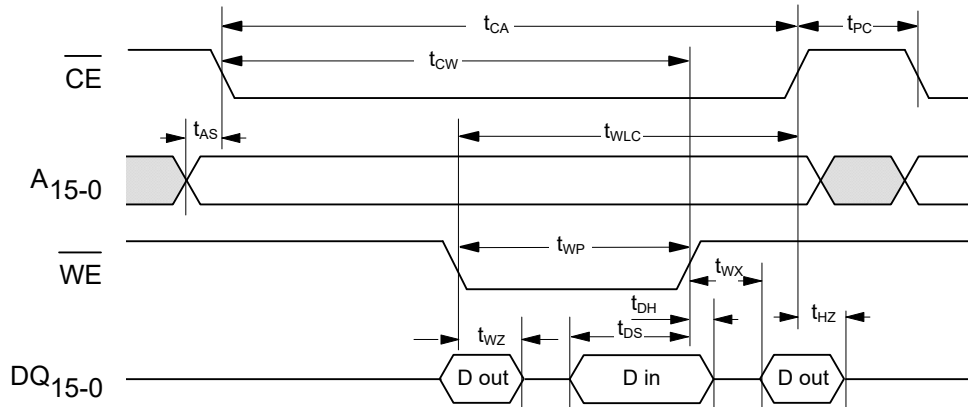 tCA
tPC
CE
tCW
tAS
tWLC
A15-0
WE
tWP
tWX
tDH
tHZ
tWZ
tDS
DQ15-0
D out
D in
D out